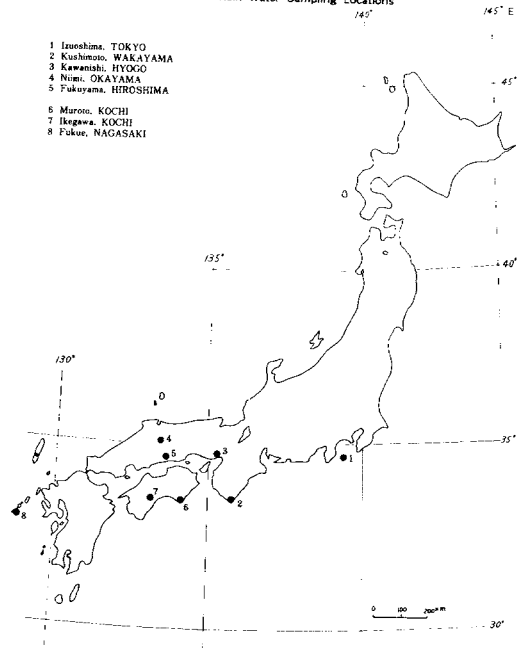 Water Sampling Locations
140°
145° E
1 Izuoshima, TOKYO
2 Kushimoto, WAKAYAMA
3 Kawanishi, HYOGO
4 Niimi, OKAYAMA
5 Fukuyama, HIROSHIMA
6 Muroto, KOCHI
7 Ikegawa, KOCHI
8 Fukue, NAGASAKI
45°
40°
135°
130°
35°
4
5
3
1
7
6
2
8
0 100 200 km
30°